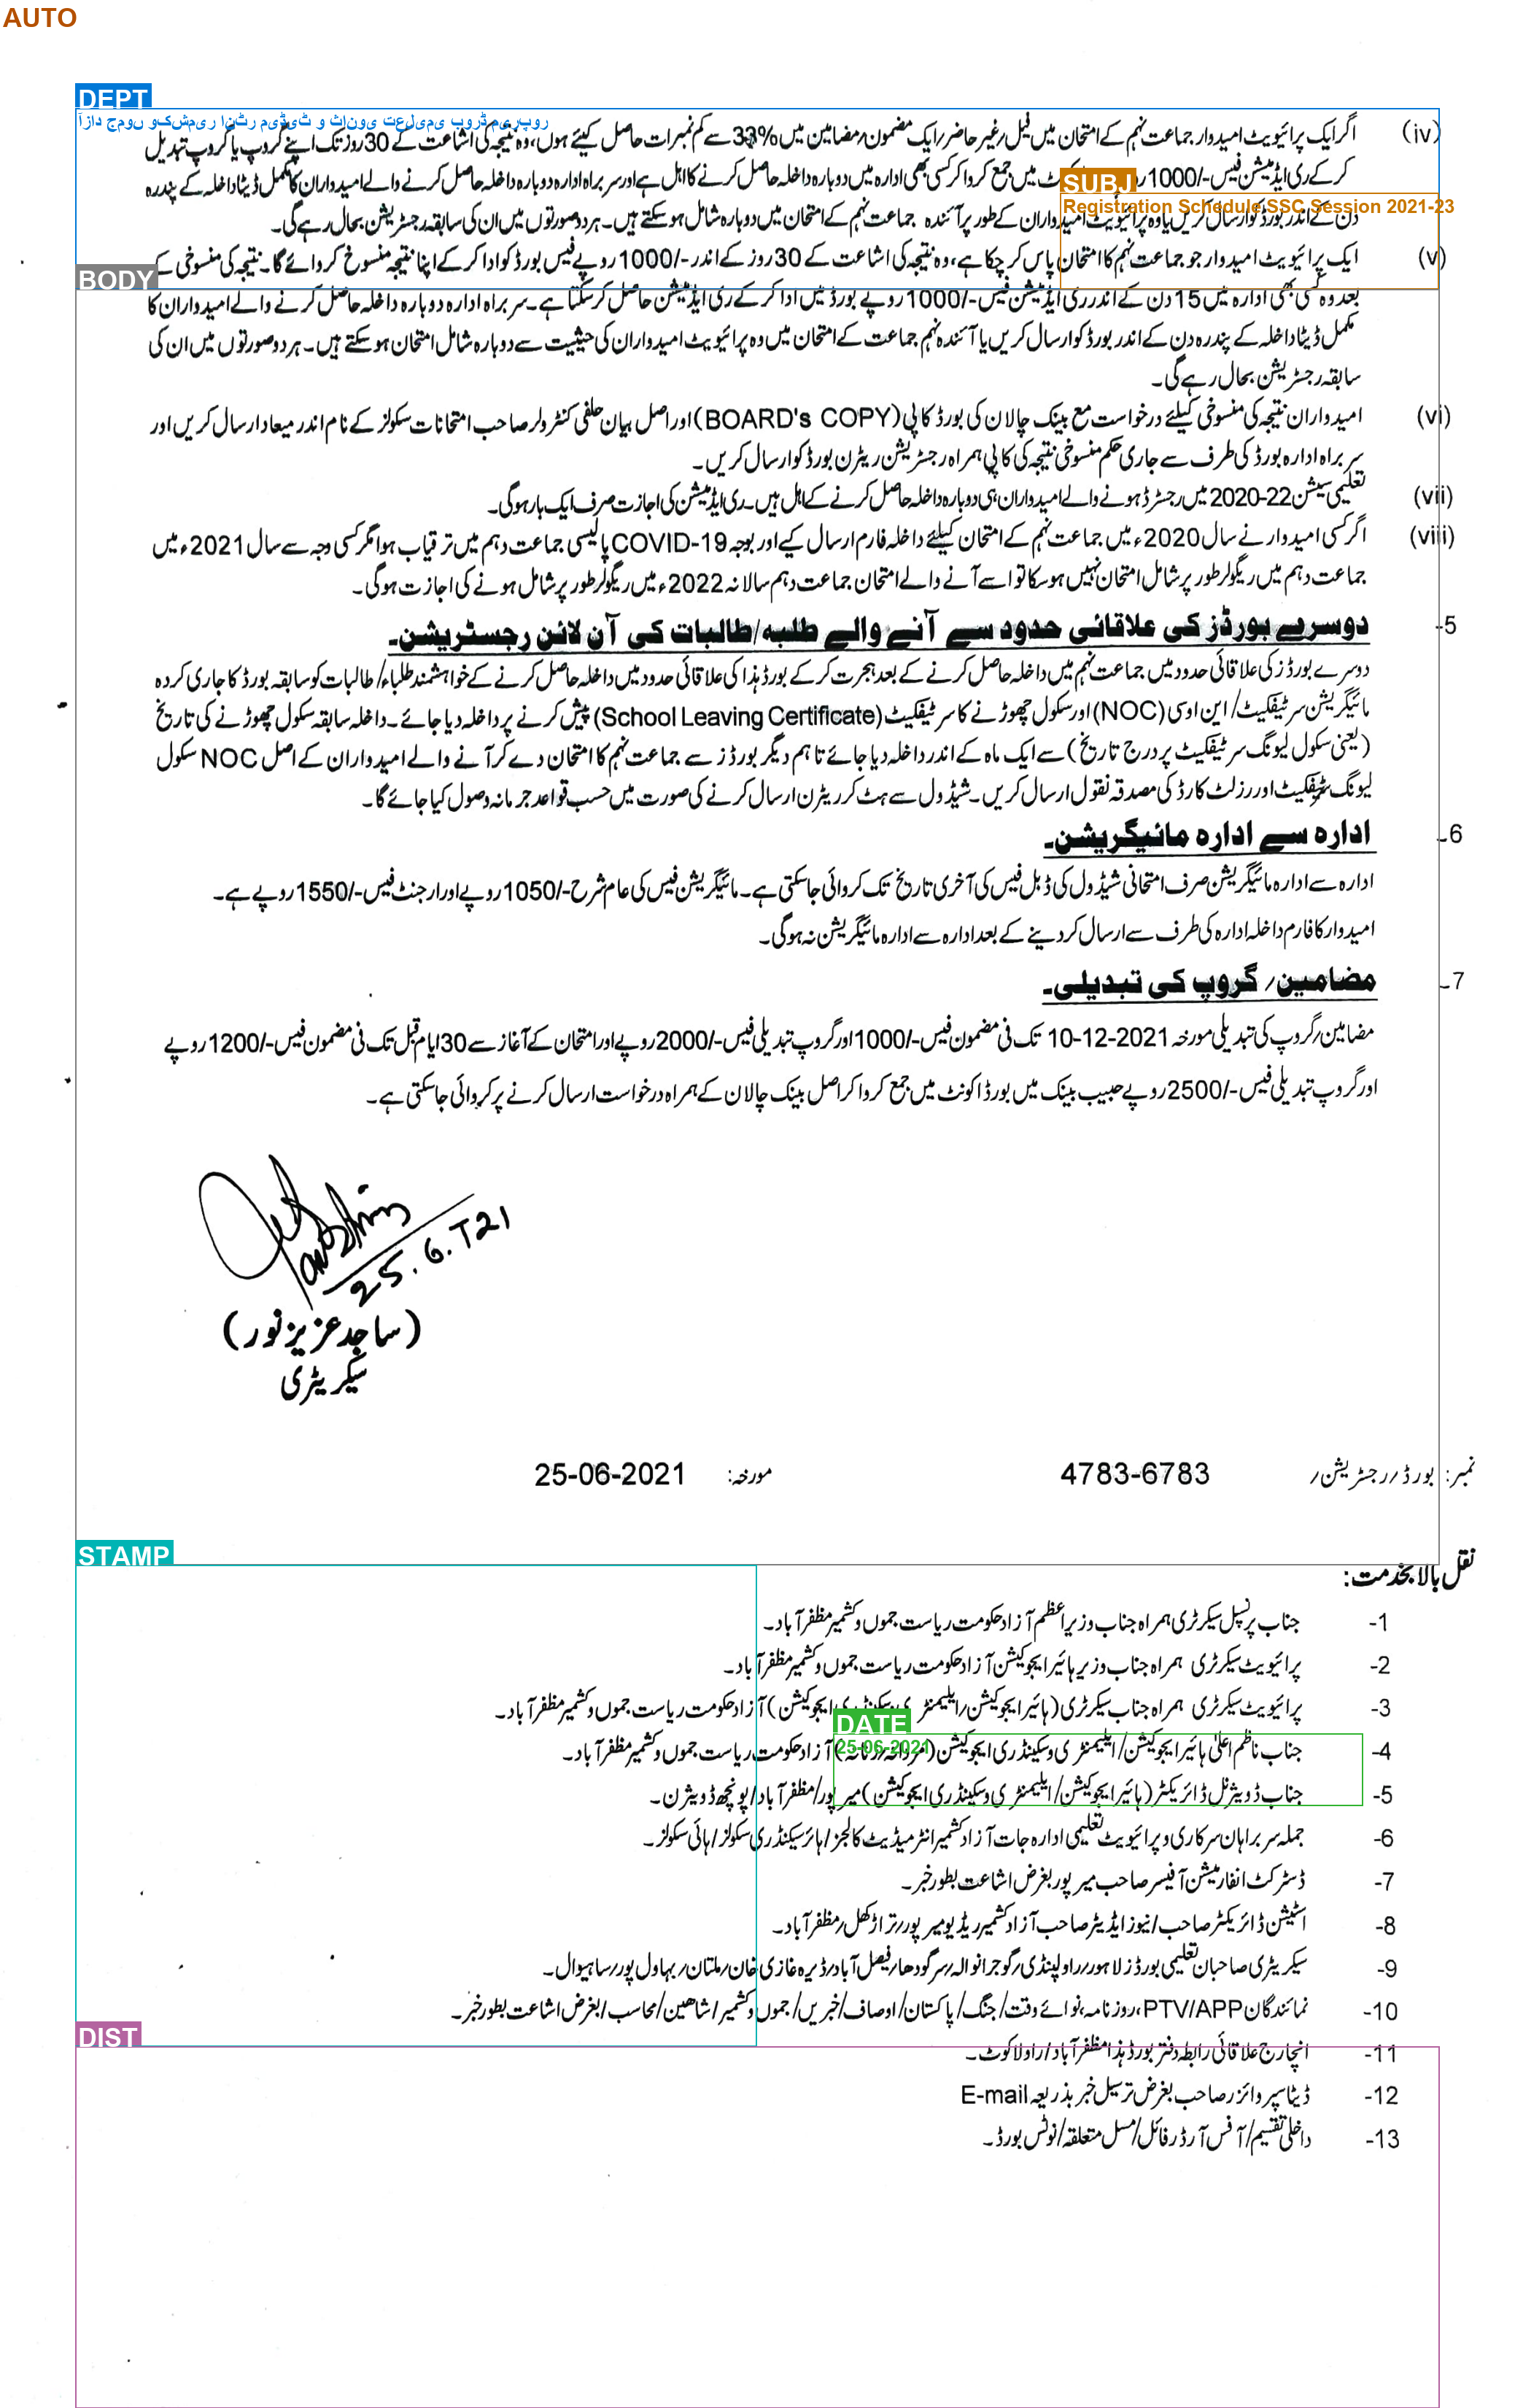 AUTO
DEPT
آزاد جموں وکشمیر انٹر میڈیٹ و ثانوی تعلیمی بورڈ میرپور
(iv) اگر ایک پرائیویٹ امیدوار جماعت نہم کے امتحان میں فیل/غیر حاضر/ایک مضمون/مضامین میں 33% سے کم نمبرات حاصل کیئے ہوں، وہ نتیجہ کی اشاعت کے 30 روز تک اپنے گروپ یا گروپ تبدیل
کر کے ری ایڈمیشن فیس -/1000 میں جمع کروا کر کسی بھی ادارہ میں دوبارہ داخلہ حاصل کرنے کا اہل ہے اور سربراہ ادارہ دوبارہ داخلہ حاصل کرنے والے امیدواران کا مکمل ڈیٹا داخلہ کے پندرہ
SUBJ
Registration Schedule SSC Session 2021-23
دن کے اندر بورڈ کو ارسال کریں یا وہ پرائیویٹ امیدواران کے طور پر آئندہ جماعت نہم کے امتحان میں دوبارہ شامل ہو سکتے ہیں۔ ہر دو صورتوں میں ان کی سابقہ رجسٹریشن بحال رہے گی۔
(v) ایک پرائیویٹ امیدوار جو جماعت نہم کا امتحان پاس کر چکا ہے، وہ نتیجہ کی اشاعت کے 30 روز کے اندر -/1000 روپے فیس بورڈ کو ادا کر کے اپنا نتیجہ منسوخ کروائے گا۔ نتیجہ کی منسوخی کے
BODY
بعد وہ کسی بھی ادارہ میں 15 دن کے اندر ری ایڈمیشن فیس -/1000 روپے بورڈ میں ادا کر کے ری ایڈمیشن حاصل کر سکتا ہے۔ سربراہ ادارہ دوبارہ داخلہ حاصل کرنے والے امیدواران کا
مکمل ڈیٹا داخلہ کے پندرہ دن کے اندر بورڈ کو ارسال کریں یا آئندہ نہم جماعت کے امتحان میں وہ پرائیویٹ امیدواران کی حیثیت سے دوبارہ شامل امتحان ہو سکتے ہیں۔ ہر دو صورتوں میں ان کی
سابقہ رجسٹریشن بحال رہے گی۔
(vi) امیدواران نتیجہ کی منسوخی کیلئے درخواست مع بینک چالان کی بورڈ کاپی (BOARD's COPY) اور اصل بیان حلفی کنٹرولر صاحب امتحانات سکولز کے نام اندر میعاد ارسال کریں اور
سربراہ ادارہ بورڈ کی طرف سے جاری حکم منسوخی نتیجہ کی کاپی ہمراہ رجسٹریشن ریٹرن بورڈ کو ارسال کریں۔
(vii) تعلیمی سیشن 22-2020 میں رجسٹرڈ ہونے والے امیدواران ہی دوبارہ داخلہ حاصل کرنے کے اہل ہیں۔ ری ایڈمیشن کی اجازت صرف ایک بار ہو گی۔
(viii) اگر کسی امیدوار نے سال 2020ء میں جماعت نہم کے امتحان کیلئے داخلہ فارم ارسال کیے اور بوجہ COVID-19 پالیسی جماعت دہم میں ترقیاب ہوا مگر کسی وجہ سے سال 2021ء میں
جماعت دہم میں ریگولر طور پر شامل امتحان نہیں ہو سکا تو اسے آنے والے امتحان جماعت دہم سالانہ 2022ء میں ریگولر طور پر شامل ہونے کی اجازت ہو گی۔
5- دوسرے بورڈز کی علاقائی حدود سے آنے والے طلبہ/طالبات کی آن لائن رجسٹریشن۔
دوسرے بورڈز کی علاقائی حدود میں جماعت نہم میں داخلہ حاصل کرنے کے بعد ہجرت کر کے بورڈ ہذا کی علاقائی حدود میں داخلہ حاصل کرنے کے خواہشمند طلباء/طالبات کو سابقہ بورڈ کا جاری کردہ
مائیگریشن سرٹیفکیٹ/این او سی (NOC) اور سکول چھوڑنے کا سرٹیفکیٹ (School Leaving Certificate) پیش کرنے پر داخلہ دیا جائے۔ داخلہ سابقہ سکول چھوڑنے کی تاریخ
(یعنی سکول لیونگ سرٹیفکیٹ پر درج تاریخ) سے ایک ماہ کے اندر داخلہ دیا جائے تاہم دیگر بورڈز سے جماعت نہم کا امتحان دے کر آنے والے امیدواران کے اصل NOC سکول
لیونگ سرٹیفکیٹ اور رزلٹ کارڈ کی مصدقہ نقول ارسال کریں۔ شیڈول سے ہٹ کر ریٹرن ارسال کرنے کی صورت میں حسب قواعد جرمانہ وصول کیا جائے گا۔
6- ادارہ سے ادارہ مائیگریشن۔
ادارہ سے ادارہ مائیگریشن صرف امتحانی شیڈول کی ڈبل فیس کی آخری تاریخ تک کروائی جا سکتی ہے۔ مائیگریشن فیس کی عام شرح -/1050 روپے اور ارجنٹ فیس -/1550 روپے ہے۔
امیدوار کا فارم داخلہ ادارہ کی طرف سے ارسال کر دینے کے بعد ادارہ سے ادارہ مائیگریشن نہ ہو گی۔
7- مضامین/گروپ کی تبدیلی۔
مضامین/گروپ کی تبدیلی مورخہ 10-12-2021 تک فی مضمون فیس -/1000 اور گروپ تبدیلی فیس -/2000 روپے اور امتحان کے آغاز سے 30 ایام قبل تک فی مضمون فیس -/1200 روپے
اور گروپ تبدیلی فیس -/2500 روپے حبیب بینک میں بورڈ اکونٹ میں جمع کروا کر اصل بینک چالان کے ہمراہ درخواست ارسال کرنے پر کروائی جا سکتی ہے۔
25.6.T21
(ساجد عزیز نور)
سیکریٹری
نمبر: بورڈ/رجسٹریشن/ 4783-6783 مورخہ: 25-06-2021
STAMP
نقل بالا بخدمت:
1- جناب پرنسپل سیکرٹری ہمراہ جناب وزیر اعظم آزاد حکومت ریاست جموں وکشمیر مظفرآباد۔
2- پرائیویٹ سیکرٹری ہمراہ جناب وزیر ہائیر ایجوکیشن آزاد حکومت ریاست جموں وکشمیر مظفرآباد۔
3- پرائیویٹ سیکرٹری ہمراہ جناب سیکرٹری (ہائیر ایجوکیشن/ایلیمنٹری و سکینڈری ایجوکیشن) آزاد حکومت ریاست جموں وکشمیر مظفرآباد۔
DATE
25-06-2021
4- جناب ناظم اعلیٰ ہائیر ایجوکیشن/ایلیمنٹری و سکینڈری ایجوکیشن آزاد حکومت ریاست جموں وکشمیر مظفرآباد۔
5- جناب ڈویژنل ڈائریکٹر (ہائیر ایجوکیشن/ایلیمنٹری و سکینڈری ایجوکیشن) میرپور/مظفرآباد/پونچھ ڈویژن۔
6- جملہ سربراہان سرکاری و پرائیویٹ تعلیمی ادارہ جات آزاد کشمیر انٹرمیڈیٹ کالجز/ہائر سیکنڈری سکولز/ہائی سکولز۔
7- ڈسٹرکٹ انفارمیشن آفیسر صاحب میرپور بغرض اشاعت بطور خبر۔
8- اسٹیشن ڈائریکٹر صاحب/نیوز ایڈیٹر صاحب آزاد کشمیر ریڈیو میرپور/تراڑکھل/مظفرآباد۔
9- سیکریٹری صاحبان تعلیمی بورڈز لاہور/راولپنڈی/گوجرانوالہ/سرگودھا/فیصل آباد/ڈیرہ غازی خان/ملتان/بہاول پور/ساہیوال۔
10- نمائندگان PTV/APP، روزنامہ، نوائے وقت/جنگ/پاکستان/اوصاف/خبریں/جموں وکشمیر/شاھین/محاسب/بغرض اشاعت بطور خبر۔
DIST
11- انچارج علاقائی رابطہ دفتر بورڈ ہذا مظفرآباد/راولاکوٹ۔
12- ڈیٹا سپروائزر صاحب بغرض ترسیل خبر بذریعہ E-mail
13- داخلی تقسیم/آفس آرڈر فائل/مسل متعلقہ/نوٹس بورڈ۔